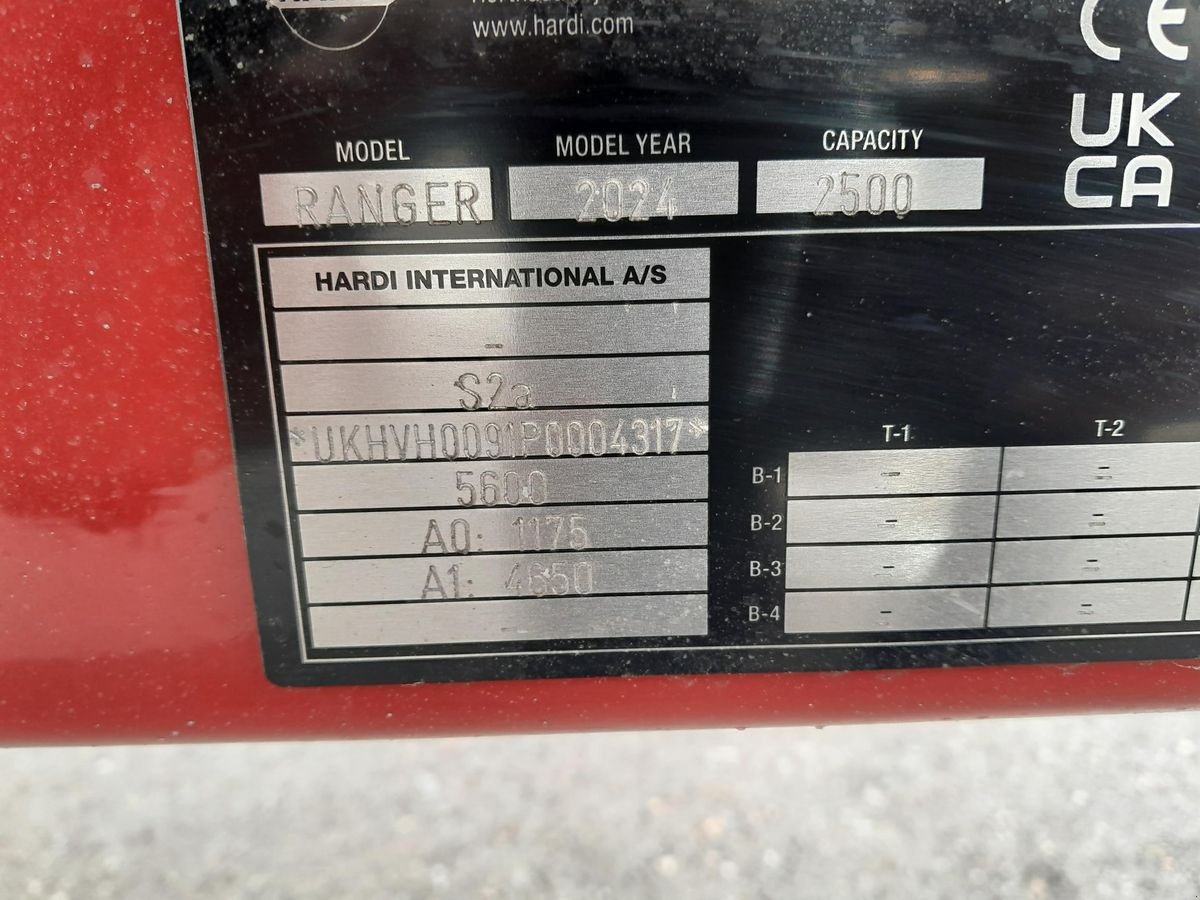 www.hardi.com
CE
UK
CA
MODEL MODEL YEAR CAPACITY
RANGER 2024 2500
HARDI INTERNATIONAL A/S
-
S2a
*UKHVH0091P0004317*
5600
A0: 1175
A1: 4650
-
T-1 T-2
B-1 - -
B-2 - -
B-3 - -
B-4 - -